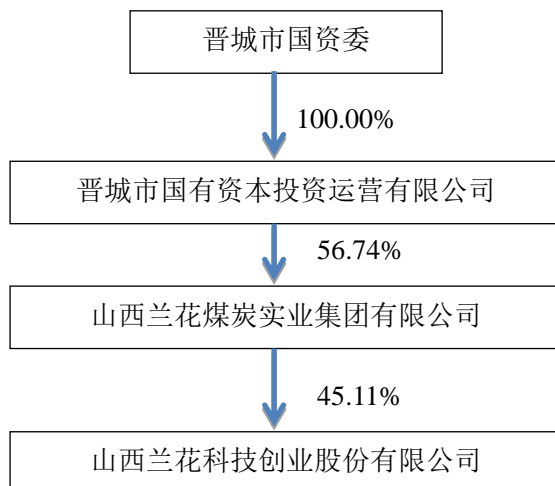 晋城市国资委
100.00%
晋城市国有资本投资运营有限公司
56.74%
山西兰花煤炭实业集团有限公司
45.11%
山西兰花科技创业股份有限公司